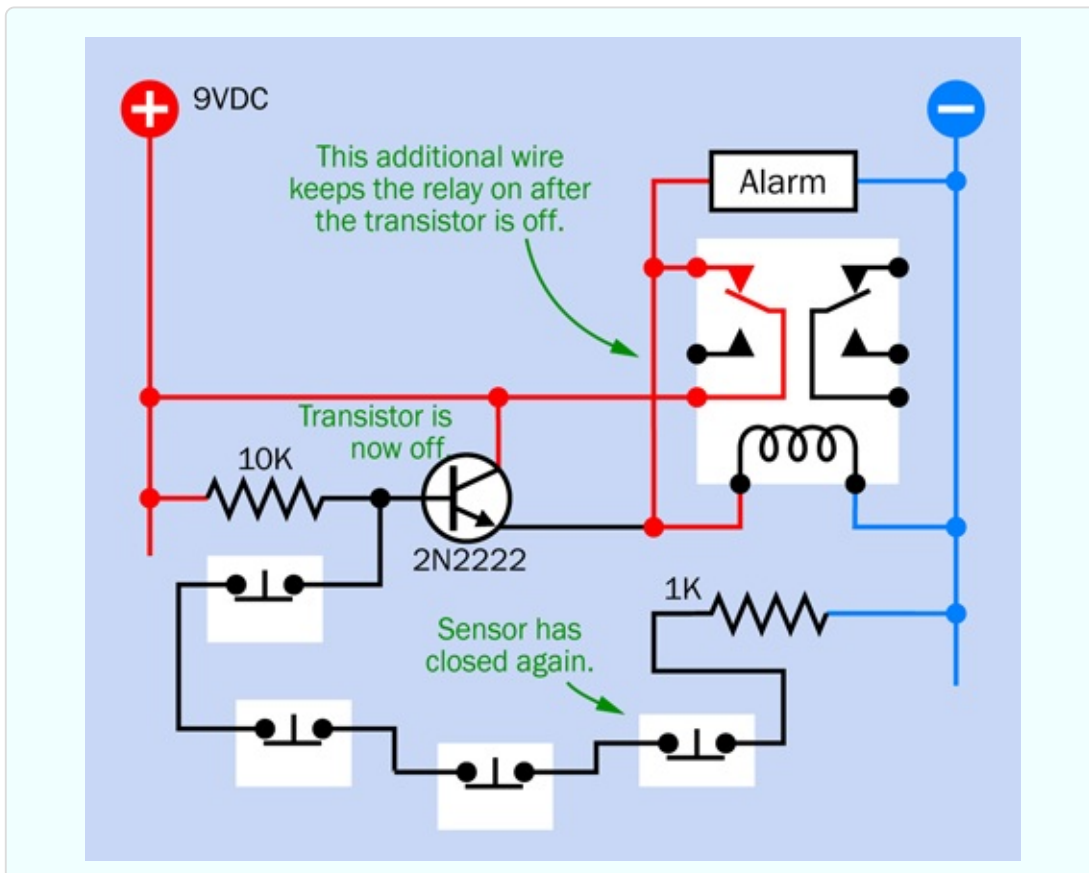 9VDC
This additional wire
keeps the relay on after
the transistor is off.
Alarm
Transistor is
now off
10K
2N2222
1K
Sensor has
closed again.